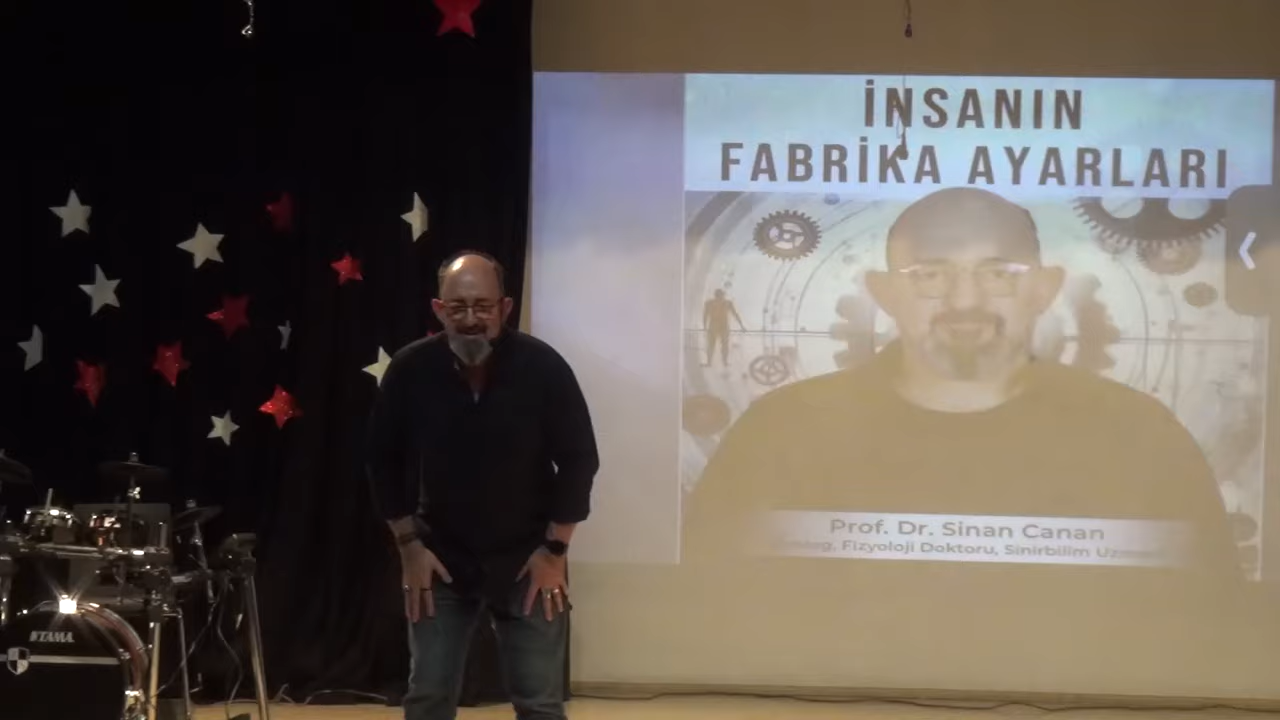 İNSANIN
FABRİKA AYARLARI
Prof. Dr. Sinan Canan
Fizyoloji Doktoru, Sinirbilim
TAMA